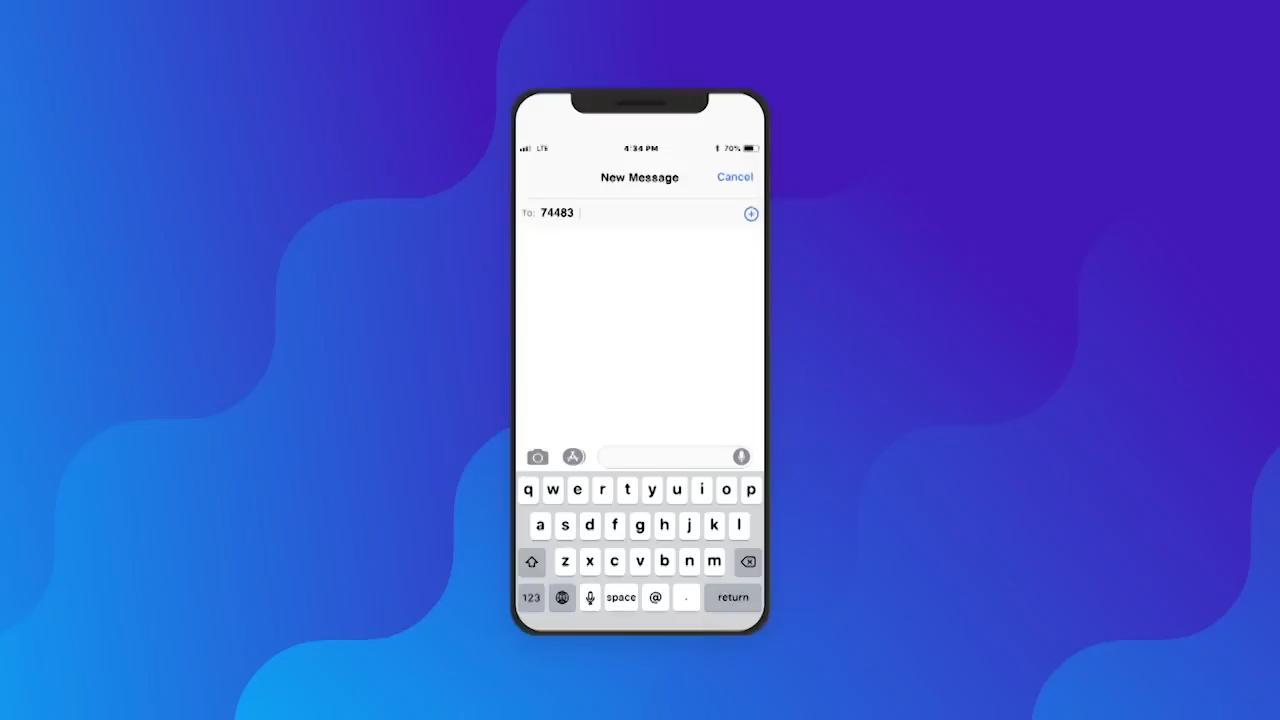 LTE 4:34 PM 70%
New Message Cancel
To: 74483
q w e r t y u i o p
a s d f g h j k l
z x c v b n m
123 space @ . return